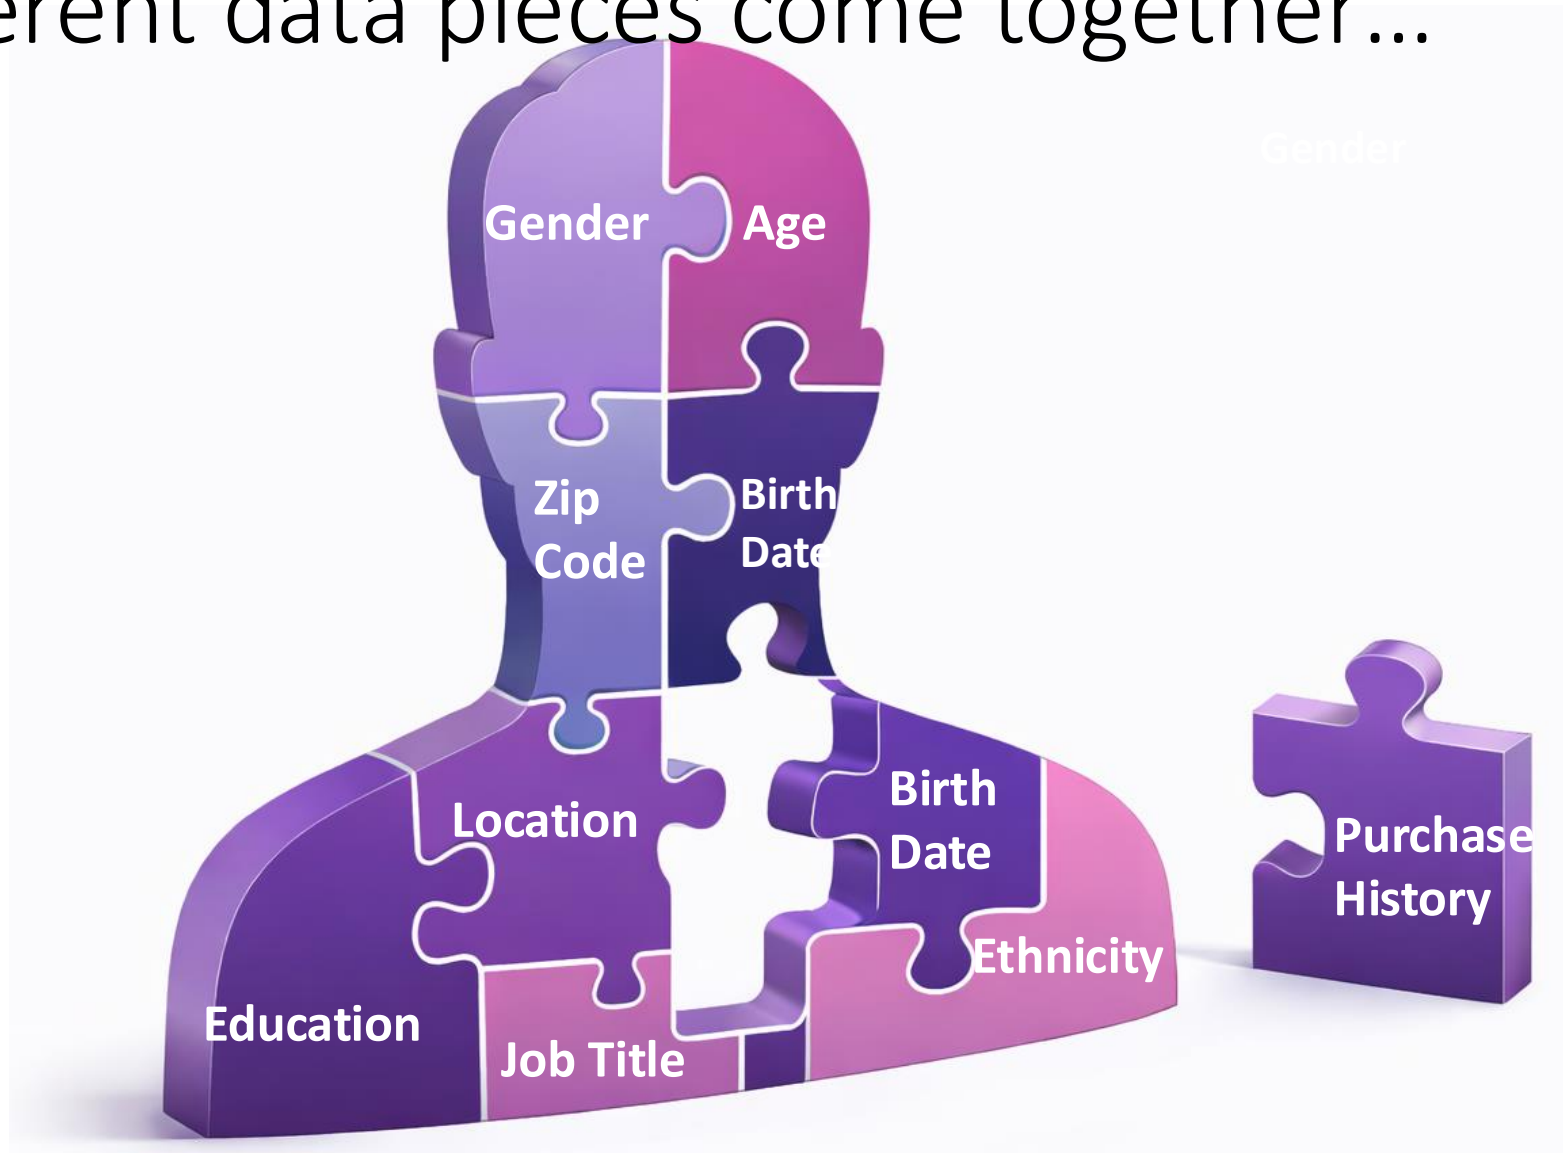 erent data pieces come together...
Gender
Gender
Age
Zip
Code
Birth
Date
Location
Birth
Date
Purchase
History
Ethnicity
Education
Job Title